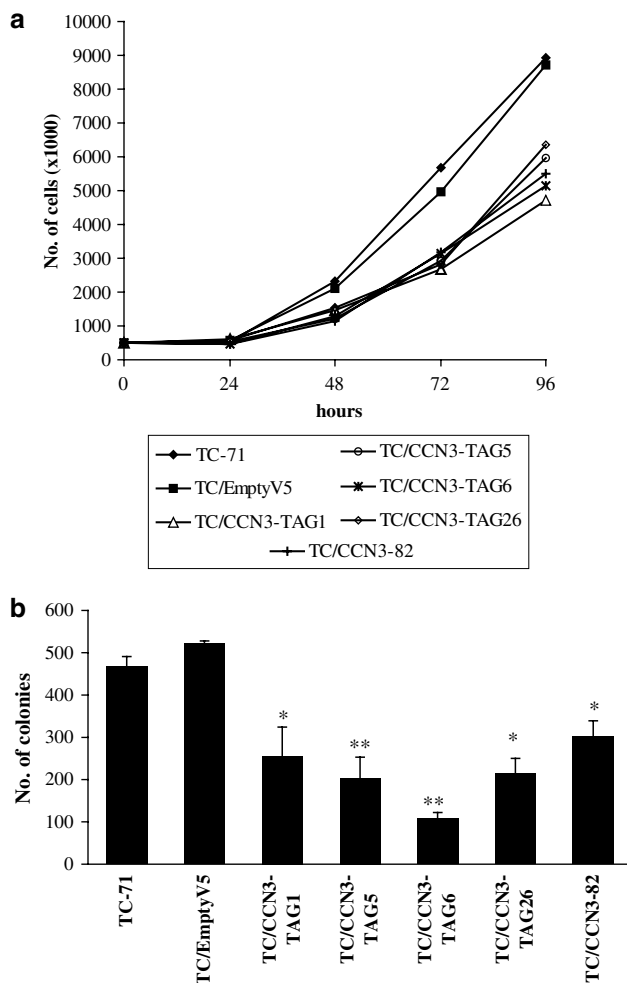 a
10000
9000
8000
7000
6000
5000
4000
3000
2000
1000
0
No. of cells (x1000)
0 24 48 72 96
hours
TC-71 TC/CCN3-TAG5
TC/EmptyV5 TC/CCN3-TAG6
TC/CCN3-TAG1 TC/CCN3-TAG26
TC/CCN3-82
b
600
500
400
300
200
100
0
No. of colonies
* ** ** * *
TC-71
TC/EmptyV5
TC/CCN3-
TAG1
TC/CCN3-
TAG5
TC/CCN3-
TAG6
TC/CCN3-
TAG26
TC/CCN3-82